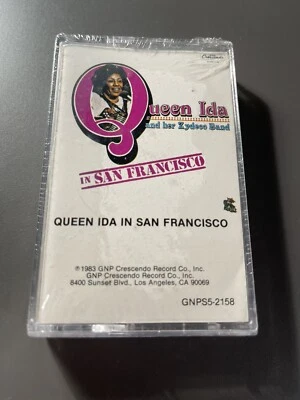 Queen Ida
and her Zydeco Band
IN SAN FRANCISCO
QUEEN IDA IN SAN FRANCISCO
℗1983 GNP Crescendo Record Co., Inc.
GNP Crescendo Record Co., Inc.
8400 Sunset Blvd., Los Angeles, CA 90069
GNPS5-2158